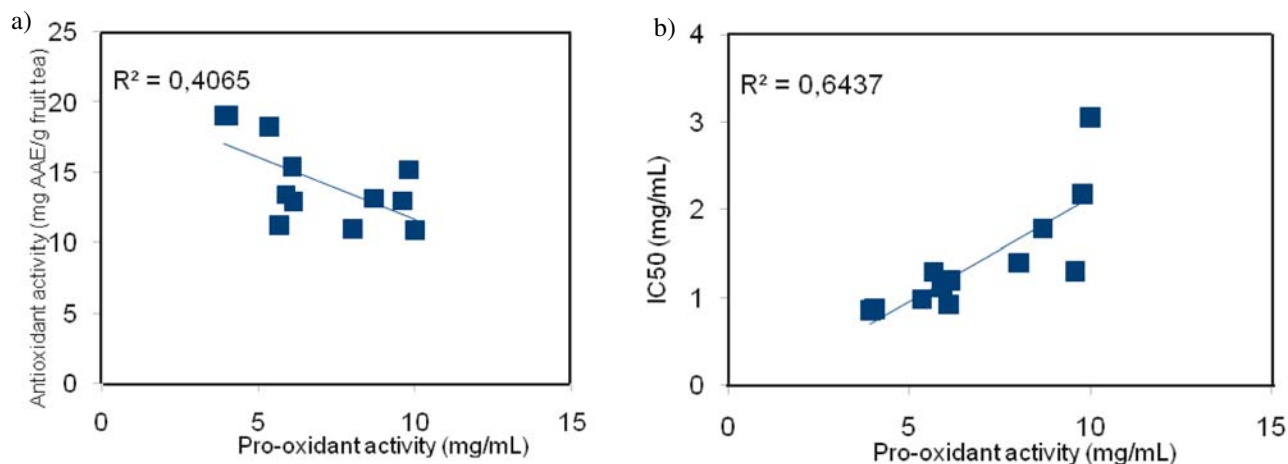 a)
Antioxidant activity (mg AAE/g fruit tea)
25
20
15
10
5
0
R² = 0,4065
0 5 10 15
Pro-oxidant activity (mg/mL)
b)
IC50 (mg/mL)
4
3
2
1
0
R² = 0,6437
0 5 10 15
Pro-oxidant activity (mg/mL)